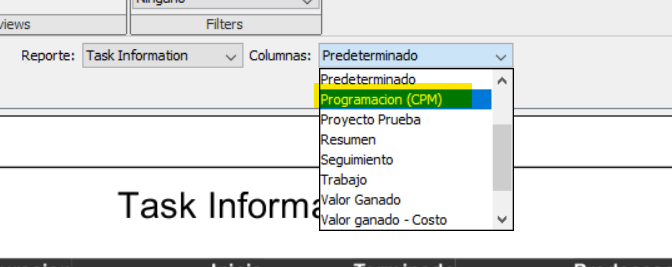 Ninguno
views
Filters
Reporte: Task Information Columnas: Predeterminado
Predeterminado
Programacion (CPM)
Proyecto Prueba
Resumen
Seguimiento
Trabajo
Valor Ganado
Valor ganado - Costo
Task Informa